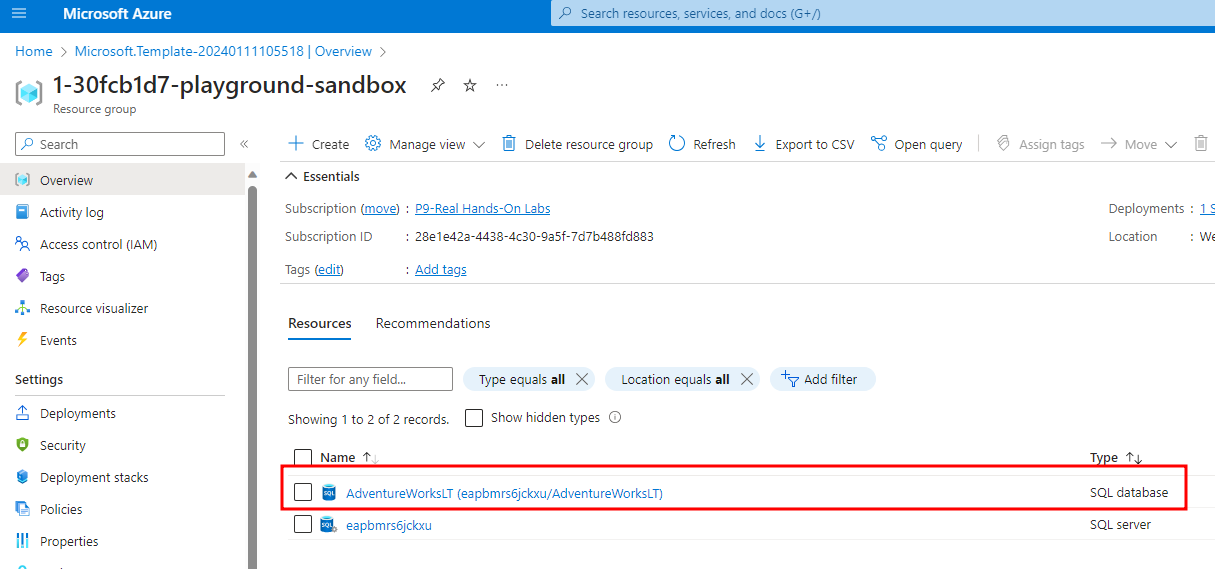 Microsoft Azure
Search resources, services, and docs (G+/)
Home > Microsoft.Template-20240111105518 | Overview >
1-30fcb1d7-playground-sandbox
Resource group
Search
Overview
Activity log
Access control (IAM)
Tags
Resource visualizer
Events
Settings
Deployments
Security
Deployment stacks
Policies
Properties
Create Manage view Delete resource group Refresh Export to CSV Open query Assign tags Move
Essentials
Subscription (move) : P9-Real Hands-On Labs
Subscription ID : 28e1e42a-4438-4c30-9a5f-7d7b488fd883
Tags (edit) : Add tags
Deployments : 1 S
Location : We
Resources Recommendations
Filter for any field... Type equals all Location equals all Add filter
Showing 1 to 2 of 2 records. Show hidden types
Name Type
AdventureWorksLT (eapbmrs6jckxu/AdventureWorksLT) SQL database
eapbmrs6jckxu SQL server